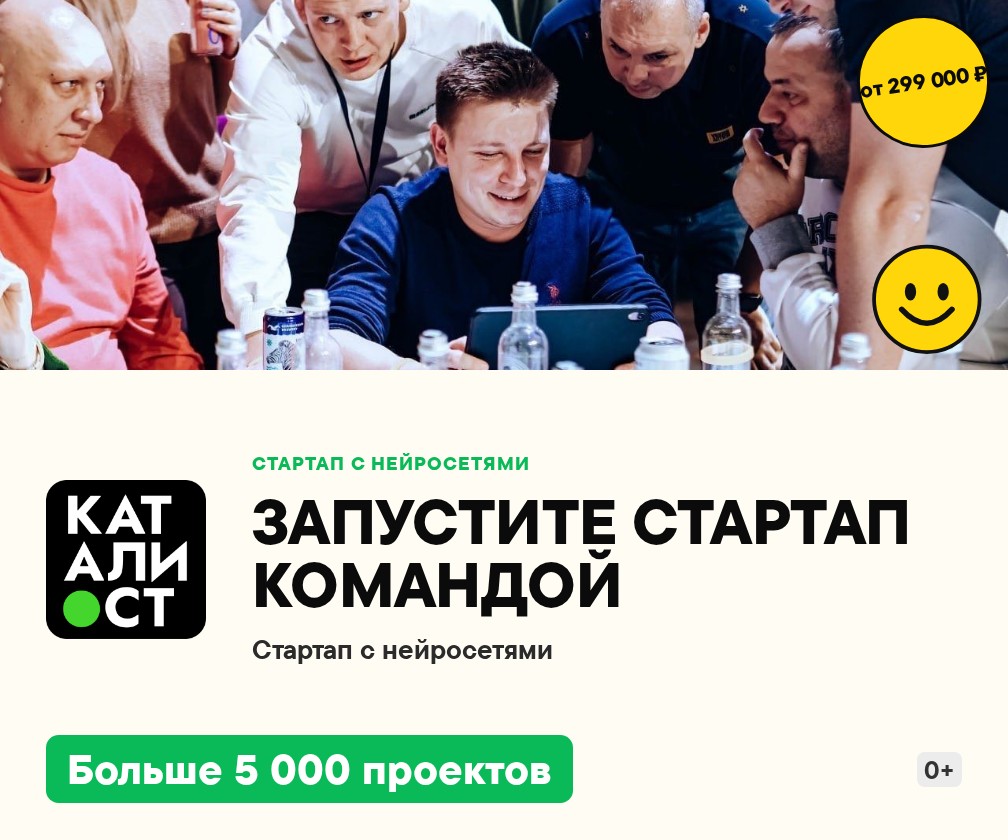 от 299 000 ₽
СТАРТАП С НЕЙРОСЕТЯМИ
ЗАПУСТИТЕ СТАРТАП
КОМАНДОЙ
Стартап с нейросетями
КАТ
АЛИ
СТ
Больше 5 000 проектов
0+